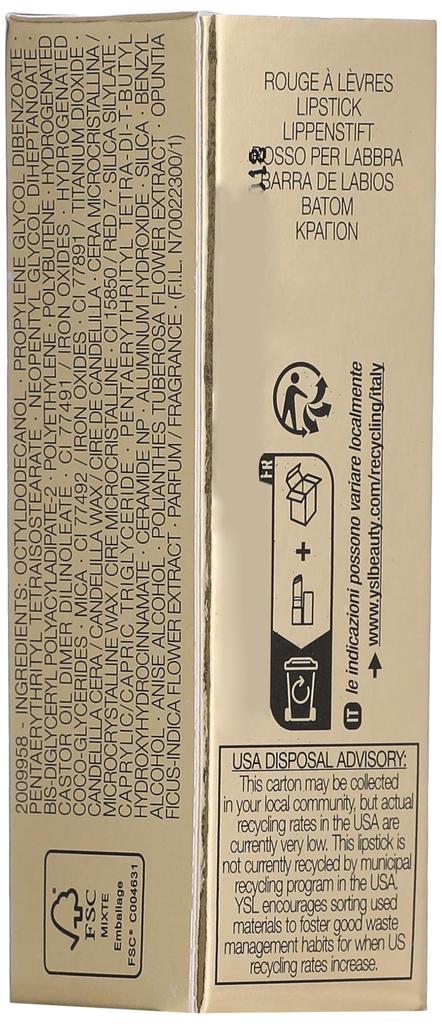 2009958 - INGREDIENTS: OCTYLDODECANOL · PROPYLENE GLYCOL DIBENZOATE ·
PENTAERYTHRITYL TETRAISOSTEARATE · NEOPENTYL GLYCOL DIHEPTANOATE
BIS-DIGLYCERYL POLYACYLADIPATE-2 · POLYETHYLENE · POLYBUTENE · HYDROGENATED
CASTOR OIL DIMER DILINOLEATE · CI 77491 / IRON OXIDES · HYDROGENATED
COCO-GLYCERIDES · MICA · CI 77492 / IRON OXIDES · CI 77891 / TITANIUM DIOXIDE ·
CANDELILLA CERA / CANDELILLA WAX / CIRE DE CANDELILLA · CERA MICROCRISTALLINA /
MICROCRYSTALLINE WAX / CIRE MICROCRISTALLINE · CI 15850 / RED 7 · SILICA SILYLATE ·
CAPRYLIC/CAPRIC TRIGLYCERIDE · PENTAERYTHRITYL TETRA-DI-T-BUTYL
HYDROXYHYDROCINNAMATE · CERAMIDE NP · ALUMINUM HYDROXIDE · SILICA · BENZYL
ALCOHOL · ANISE ALCOHOL · POLIANTHES TUBEROSA FLOWER EXTRACT · OPUNTIA
FICUS-INDICA FLOWER EXTRACT · PARFUM / FRAGRANCE · (F.I.L. N70022300/1)
FSC
MIXTE
Emballage
FSC® C004631
ROUGE À LÈVRES
LIPSTICK
LIPPENSTIFT
ROSSO PER LABBRA
BARRA DE LABIOS
BATOM
ΚΡΑΓΙΟΝ
FR
+
IT le indicazioni possono variare localmente
www.yslbeauty.com/recycling/italy
USA DISPOSAL ADVISORY:
This carton may be collected
in your local community, but actual
recycling rates in the USA are
currently very low. This lipstick is
not currently recycled by municipal
recycling program in the USA.
YSL encourages sorting used
materials to foster good waste
management habits for when US
recycling rates increase.